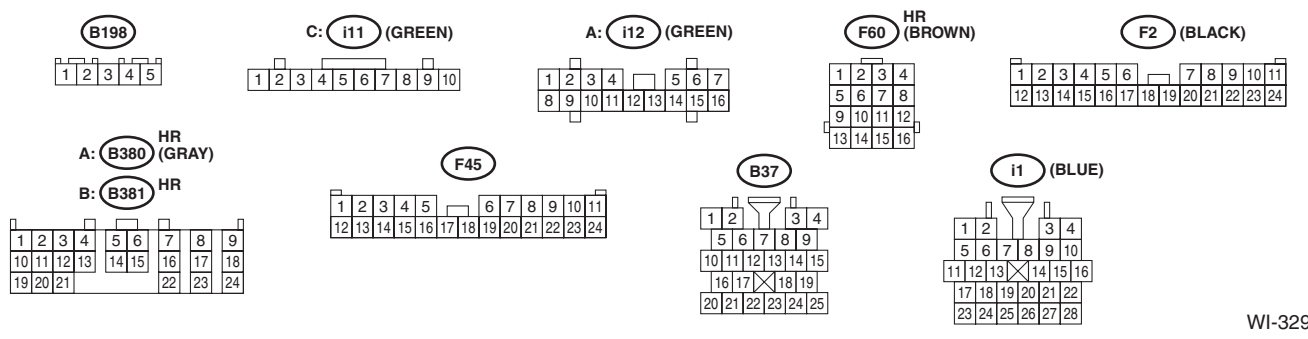 B198
1 2 3 4 5
C: i11 (GREEN)
1 2 3 4 5 6 7 8 9 10
A: i12 (GREEN)
1 2 3 4 5 6 7
8 9 10 11 12 13 14 15 16
F60 HR (BROWN)
1 2 3 4
5 6 7 8
9 10 11 12
13 14 15 16
F2 (BLACK)
1 2 3 4 5 6 7 8 9 10 11
12 13 14 15 16 17 18 19 20 21 22 23 24
A: B380 HR (GRAY)
B: B381 HR
1 2 3 4 5 6 7 8 9
10 11 12 13 14 15 16 17 18
19 20 21 22 23 24
F45
1 2 3 4 5 6 7 8 9 10 11
12 13 14 15 16 17 18 19 20 21 22 23 24
B37
1 2 3 4
5 6 7 8 9
10 11 12 13 14 15
16 17 18 19
20 21 22 23 24 25
i1 (BLUE)
1 2 3 4
5 6 7 8 9 10
11 12 13 14 15 16
17 18 19 20 21 22
23 24 25 26 27 28
WI-329